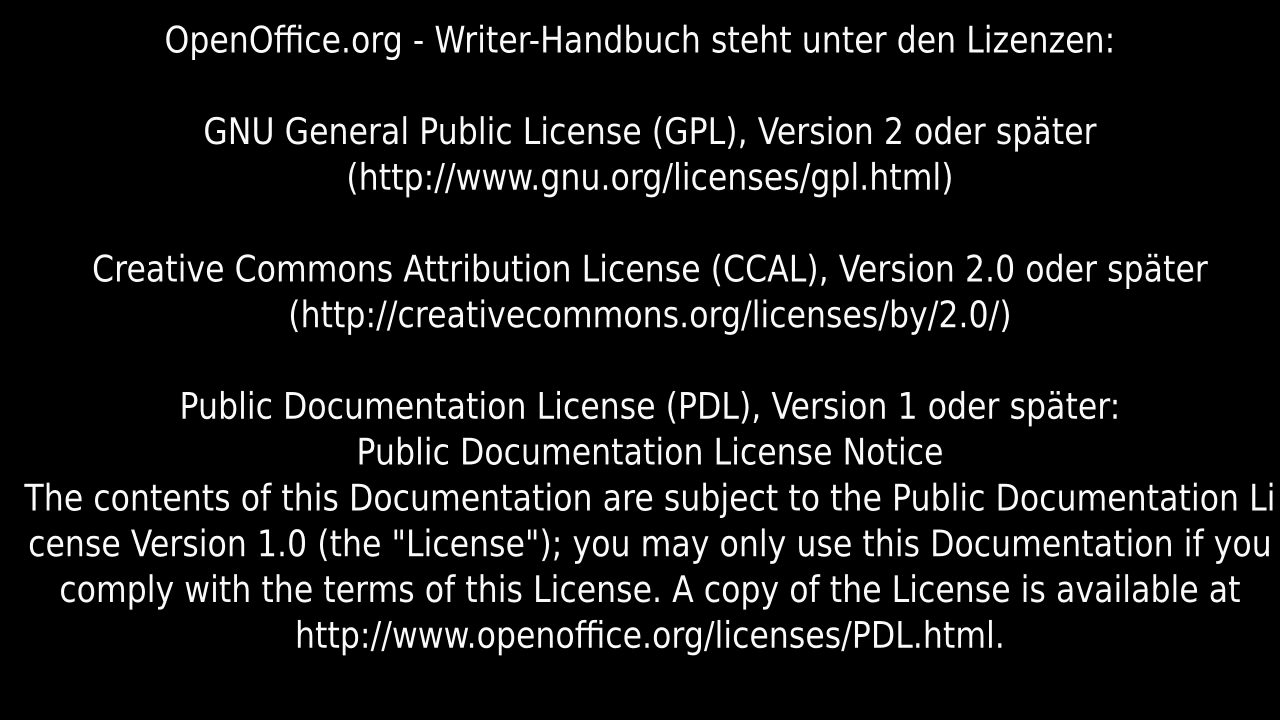 OpenOffice.org - Writer-Handbuch steht unter den Lizenzen:
GNU General Public License (GPL), Version 2 oder später
(http://www.gnu.org/licenses/gpl.html)
Creative Commons Attribution License (CCAL), Version 2.0 oder später
(http://creativecommons.org/licenses/by/2.0/)
Public Documentation License (PDL), Version 1 oder später:
Public Documentation License Notice
The contents of this Documentation are subject to the Public Documentation Li
cense Version 1.0 (the "License"); you may only use this Documentation if you
comply with the terms of this License. A copy of the License is available at
http://www.openoffice.org/licenses/PDL.html.